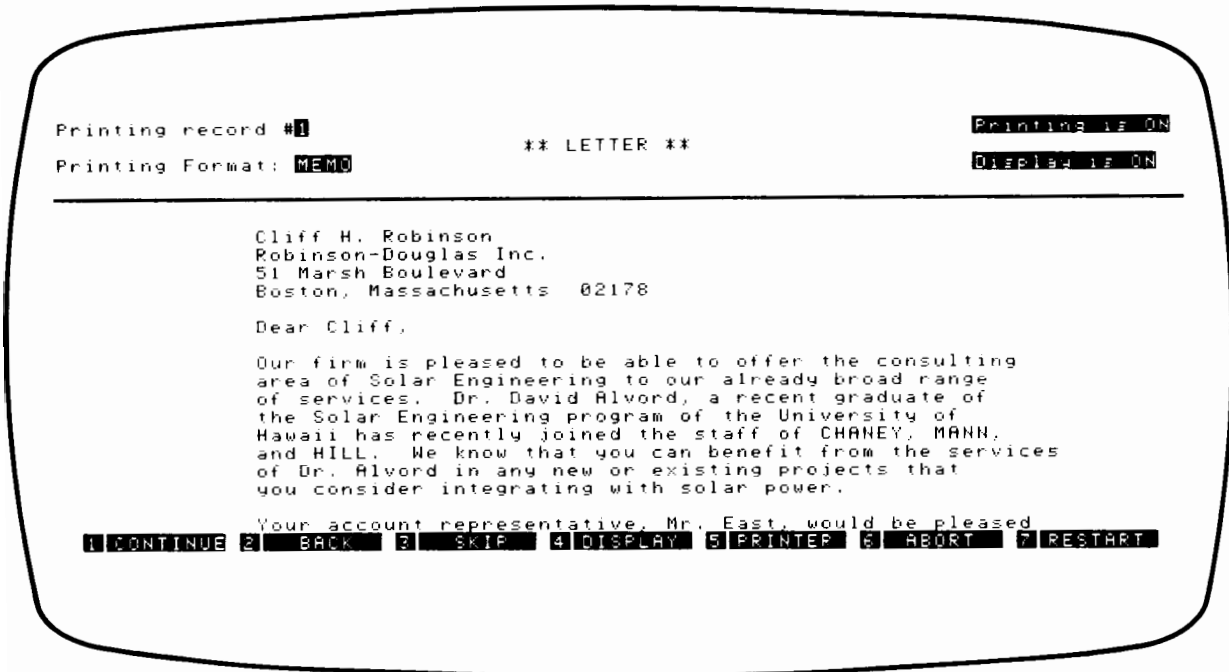 Printing record #1
Printing is ON
** LETTER **
Printing Format: MEMO
Display is ON
Cliff H. Robinson
Robinson-Douglas Inc.
51 Marsh Boulevard
Boston, Massachusetts  02178
Dear Cliff,
Our firm is pleased to be able to offer the consulting
area of Solar Engineering to our already broad range
of services.  Dr. David Alvord, a recent graduate of
the Solar Engineering program of the University of
Hawaii has recently joined the staff of CHANEY, MANN,
and HILL.  We know that you can benefit from the services
of Dr. Alvord in any new or existing projects that
you consider integrating with solar power.
Your account representative, Mr. East, would be pleased
1 CONTINUE 2 BACK 3 SKIP 4 DISPLAY 5 PRINTER 6 ABORT 7 RESTART